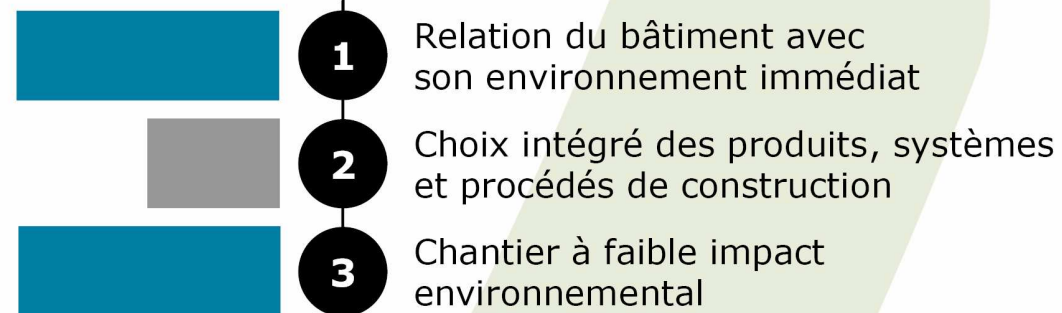 1
Relation du bâtiment avec
son environnement immédiat
2
Choix intégré des produits, systèmes
et procédés de construction
3
Chantier à faible impact
environnemental